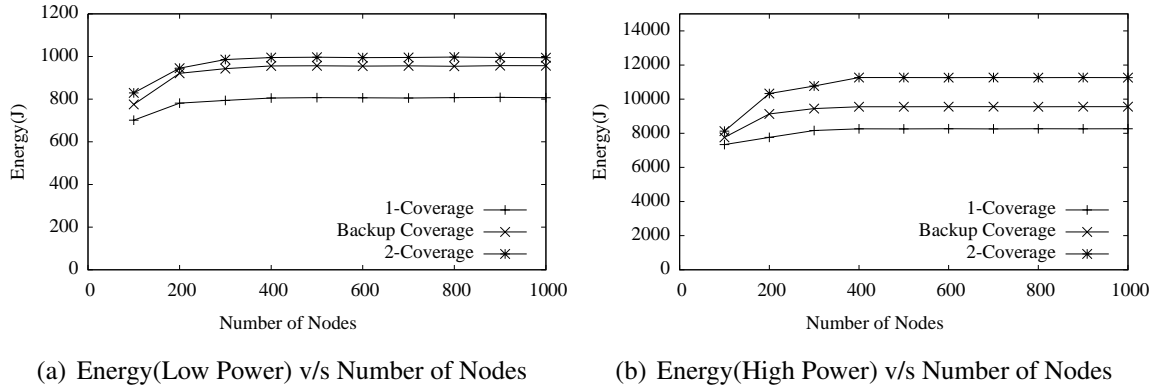 1200
1000
800
600
400
200
0
Energy(J)
0 200 400 600 800 1000
Number of Nodes
1-Coverage
Backup Coverage
2-Coverage
(a) Energy(Low Power) v/s Number of Nodes
14000
12000
10000
8000
6000
4000
2000
0
Energy(J)
0 200 400 600 800 1000
Number of Nodes
1-Coverage
Backup Coverage
2-Coverage
(b) Energy(High Power) v/s Number of Nodes